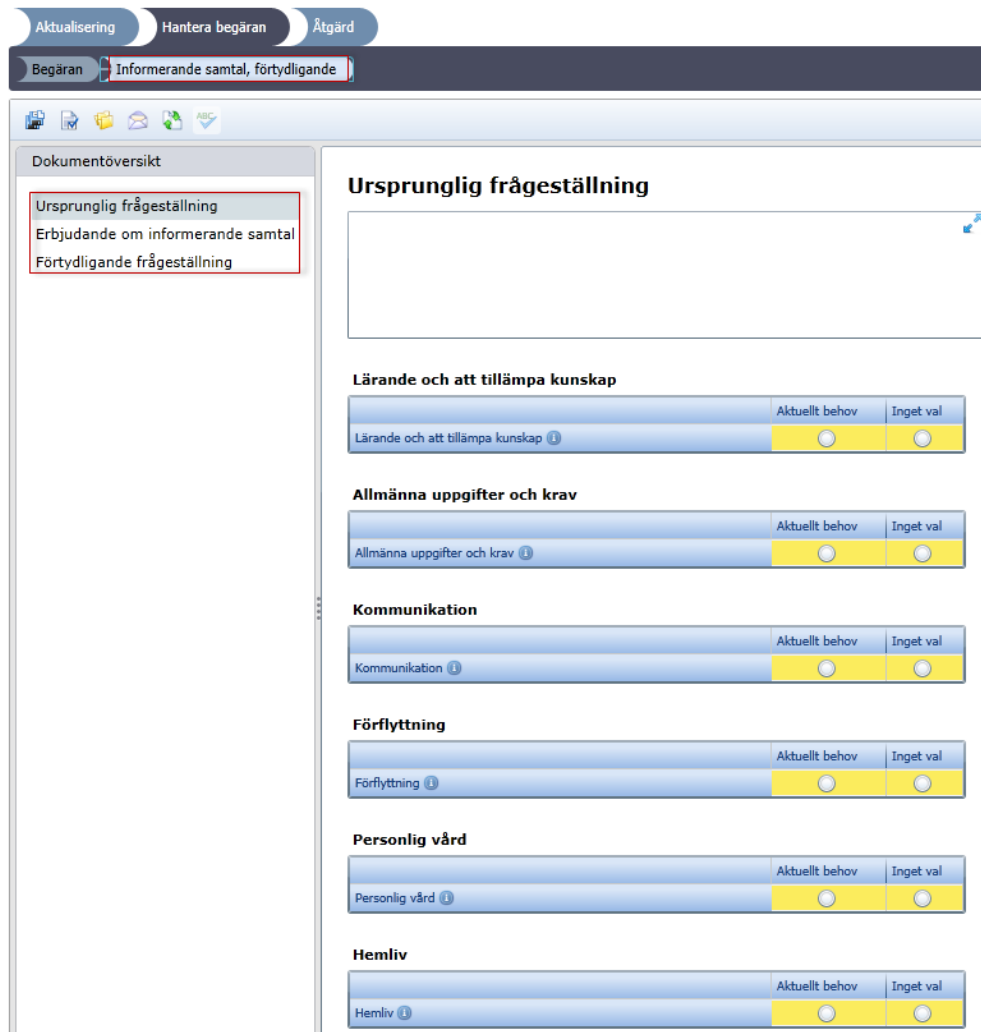 Aktualisering Hantera begäran Åtgärd
Begäran Informerande samtal, förtydligande
ABC
Dokumentöversikt
Ursprunglig frågeställning
Erbjudande om informerande samtal
Förtydligande frågeställning
Ursprunglig frågeställning
Lärande och att tillämpa kunskap
Aktuellt behov Inget val
Lärande och att tillämpa kunskap
Allmänna uppgifter och krav
Aktuellt behov Inget val
Allmänna uppgifter och krav
Kommunikation
Aktuellt behov Inget val
Kommunikation
Förflyttning
Aktuellt behov Inget val
Förflyttning
Personlig vård
Aktuellt behov Inget val
Personlig vård
Hemliv
Aktuellt behov Inget val
Hemliv